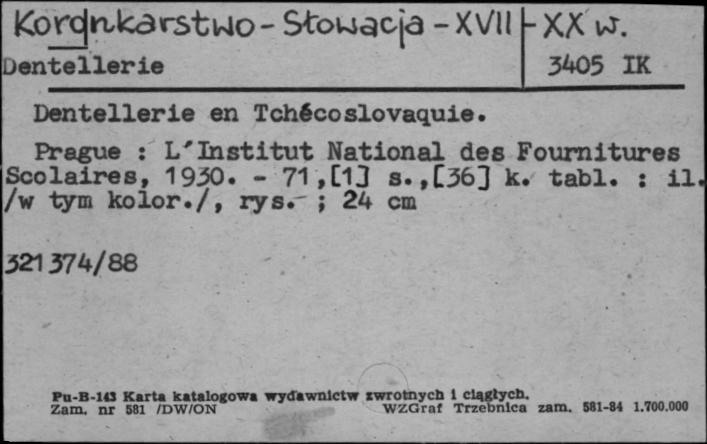 Koronkarstwo - Słowacja - XVII - XX w.
Dentellerie 3405 IK
Dentellerie en Tchécoslovaquie.
Prague : L'Institut National des Fournitures
Scolaires, 1930. - 71,[1] s.,[36] k. tabl. : il.
/w tym kolor./, rys. ; 24 cm
321374/88
Pu-B-143 Karta katalogowa wydawnictw zwrotnych i ciągłych.
Zam. nr 581 /DW/ON WZGraf Trzebnica zam. 581-84 1.700.000